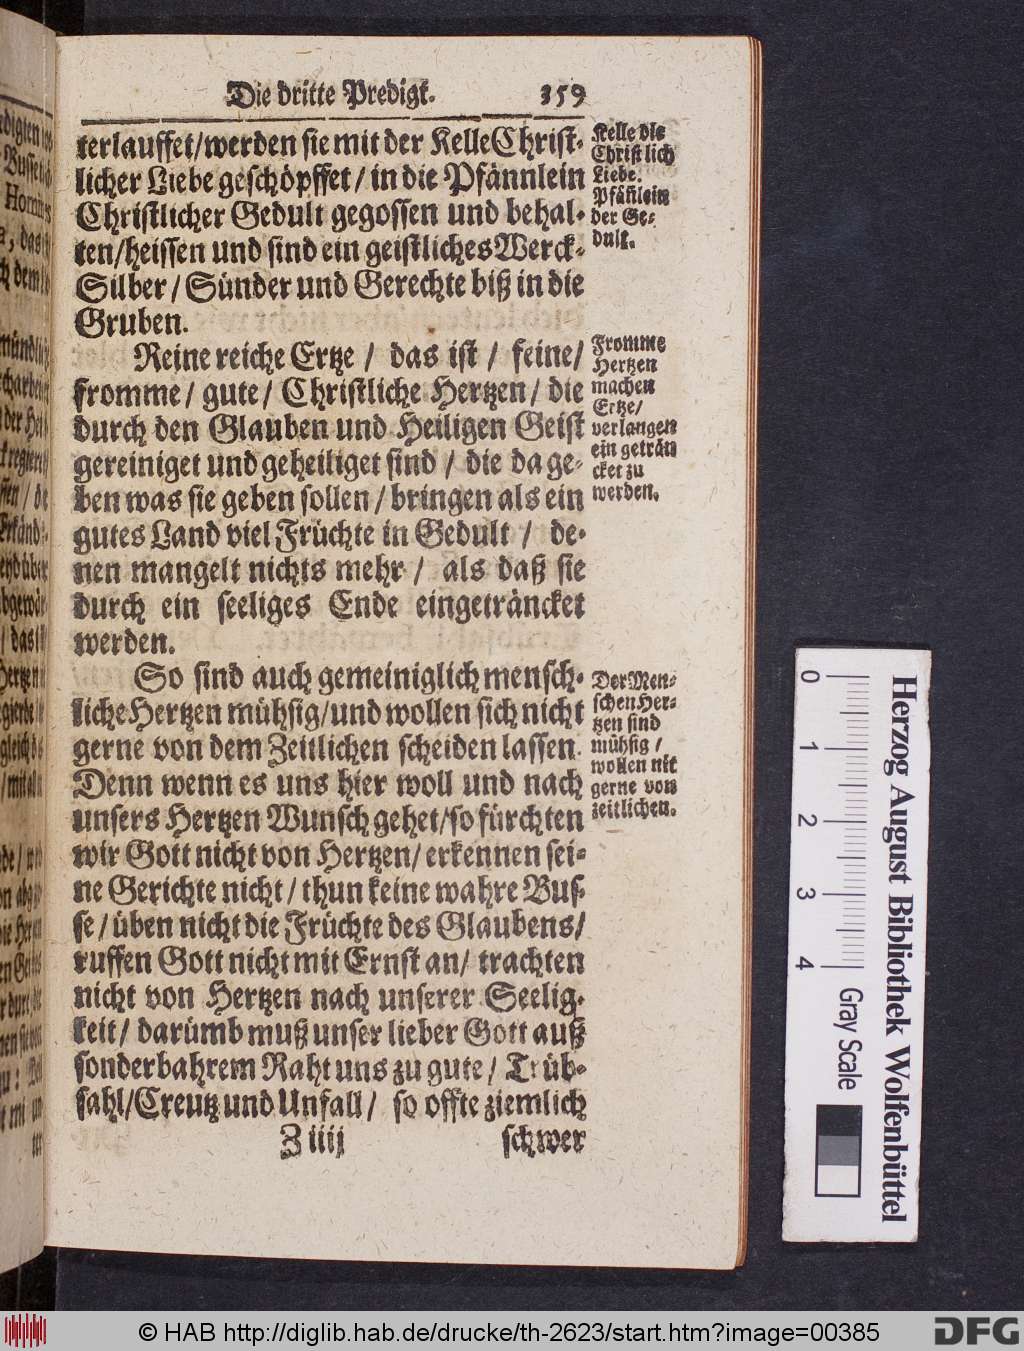 Die dritte Predigt. 359
terlauffet/werden sie mit der Kelle Christ-
licher Liebe geschöpffet/in die Pfännlein
Christlicher Gedult gegossen und behal-
ten/heissen und sind ein geistliches Werck-
Silber/Sünder und Gerechte biß in die
Gruben.
Reine reiche Ertze / das ist / feine/
fromme/ gute/ Christliche Hertzen/ die
durch den Glauben und Heiligen Geist
gereiniget und geheiliget sind / die da ge-
ben was sie geben sollen / bringen als ein
gutes Land viel Früchte in Gedult / de-
nen mangelt nichts mehr / als daß sie
durch ein seeliges Ende eingeträncket
werden.
So sind auch gemeiniglich mensch-
liche Hertzen mühsig/und wollen sich nicht
gerne von dem Zeitlichen scheiden lassen.
Denn wenn es uns hier woll und nach
unsers Hertzen Wunsch gehet/so fürchten
wir Gott nicht von Hertzen/ erkennen sei-
ne Gerichte nicht / thun keine wahre Bus-
se / üben nicht die Früchte des Glaubens/
ruffen Gott nicht mit Ernst an/ trachten
nicht von Hertzen nach unserer Seelig-
keit/ darümb muß unser lieber Gott auß
sonderbahrem Raht uns zu gute/ Trüb-
sahl/Creutz und Unfall/ so offte ziemlich
Z iiij schwer
Kelle die
Christlich
Liebe.
Pfäñlein
der Ge-
dult.
Fromme
Hertzen
machen
Ertze/
verlangen
ein geträn
cket zu
werden.
Der Men-
schen Her-
tzen sind
mühsig /
wollen nit
gerne von
zeitlichen.
0 1 2 3 4
Gray Scale
Herzog August Bibliothek Wolfenbüttel
© HAB http://diglib.hab.de/drucke/th-2623/start.htm?image=00385
DFG